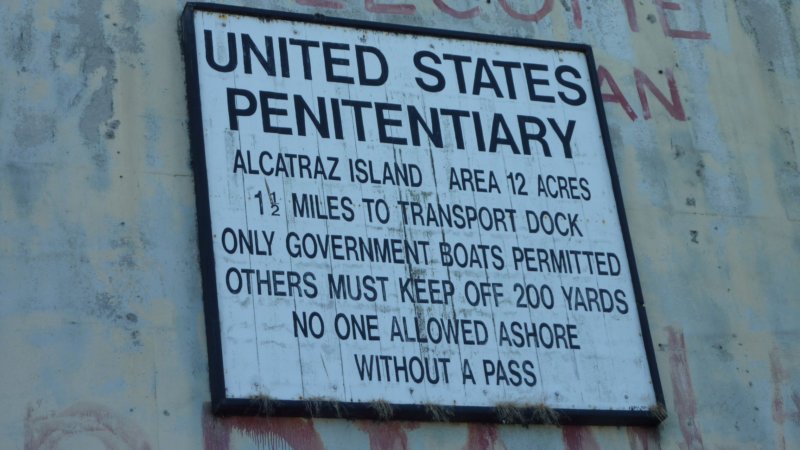 UNITED STATES
PENITENTIARY
ALCATRAZ ISLAND AREA 12 ACRES
1½ MILES TO TRANSPORT DOCK
ONLY GOVERNMENT BOATS PERMITTED
OTHERS MUST KEEP OFF 200 YARDS
NO ONE ALLOWED ASHORE
WITHOUT A PASS